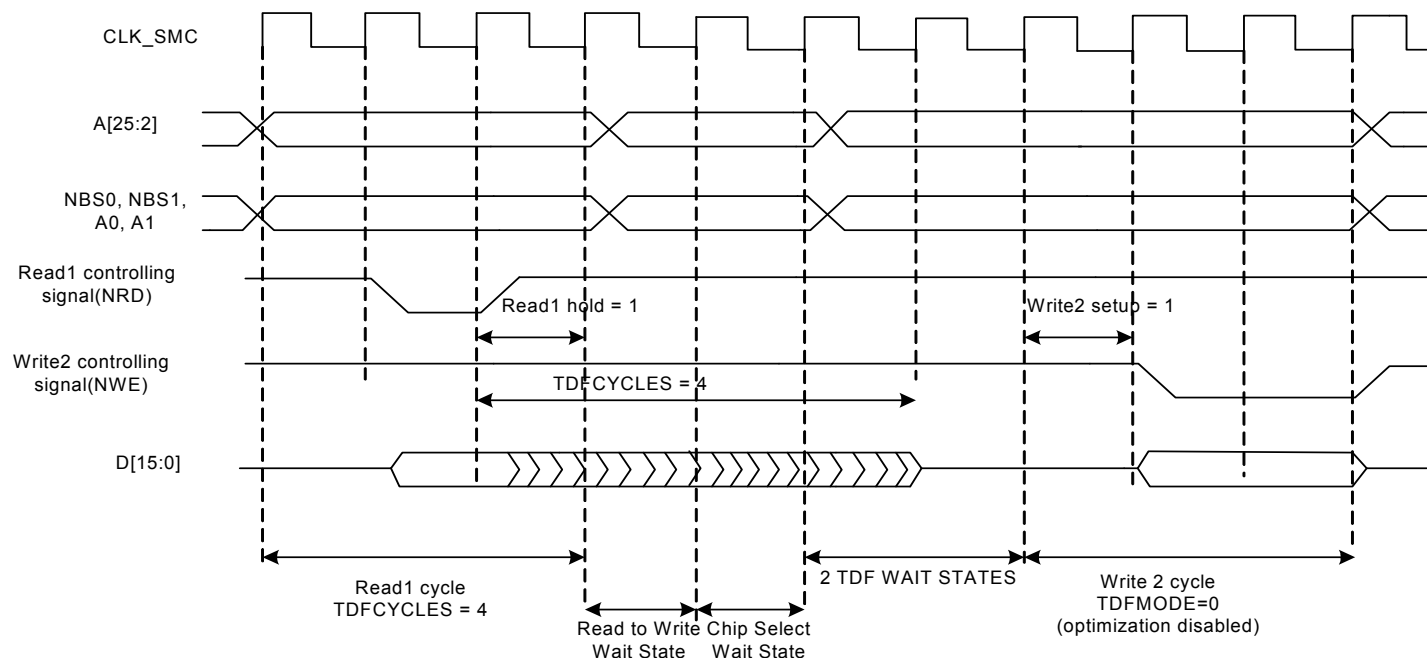 CLK_SMC
A[25:2]
NBS0, NBS1,
A0, A1
Read1 controlling
signal(NRD)
Read1 hold = 1
Write2 setup = 1
Write2 controlling
signal(NWE)
TDFCYCLES = 4
D[15:0]
2 TDF WAIT STATES
Read1 cycle
TDFCYCLES = 4
Write 2 cycle
TDFMODE=0
(optimization disabled)
Read to Write
Wait State
Chip Select
Wait State